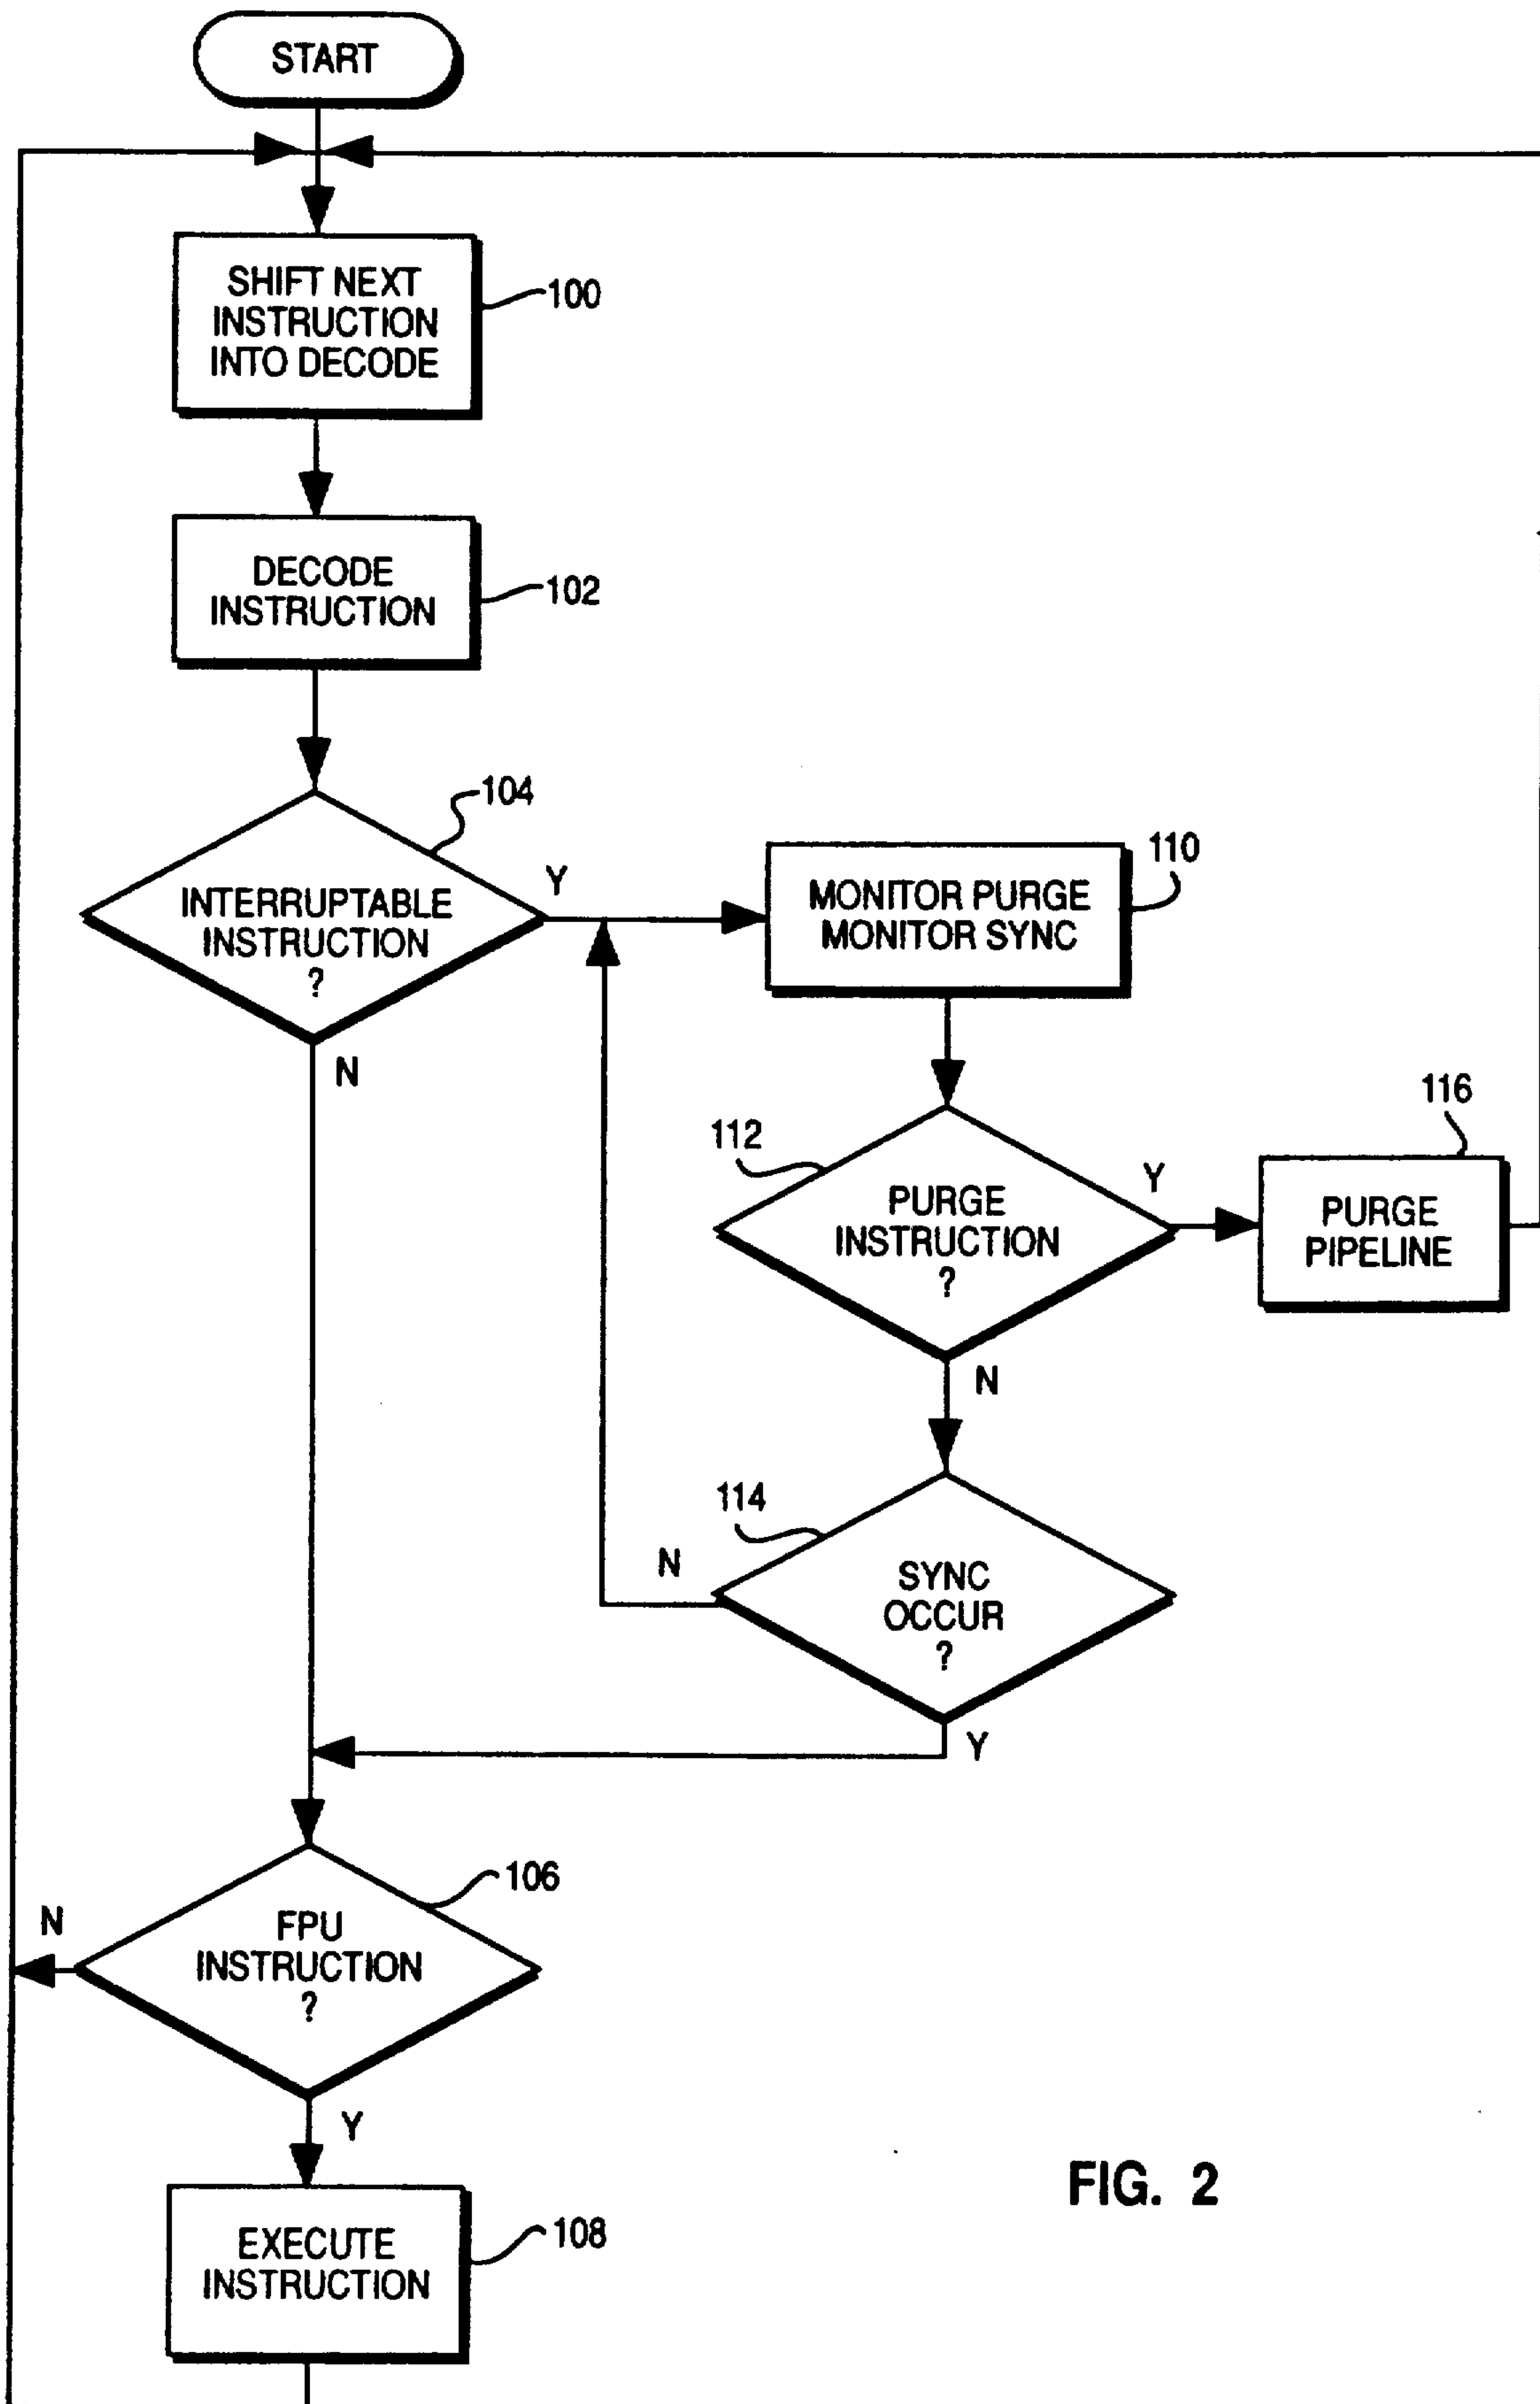 START
SHIFT NEXT
INSTRUCTION
INTO DECODE
100
DECODE
INSTRUCTION
102
104
INTERRUPTABLE
INSTRUCTION
?
Y
N
110
MONITOR PURGE
MONITOR SYNC
112
PURGE
INSTRUCTION
?
Y
N
116
PURGE
PIPELINE
114
SYNC
OCCUR
?
N
Y
106
FPU
INSTRUCTION
?
N
Y
EXECUTE
INSTRUCTION
108
FIG. 2